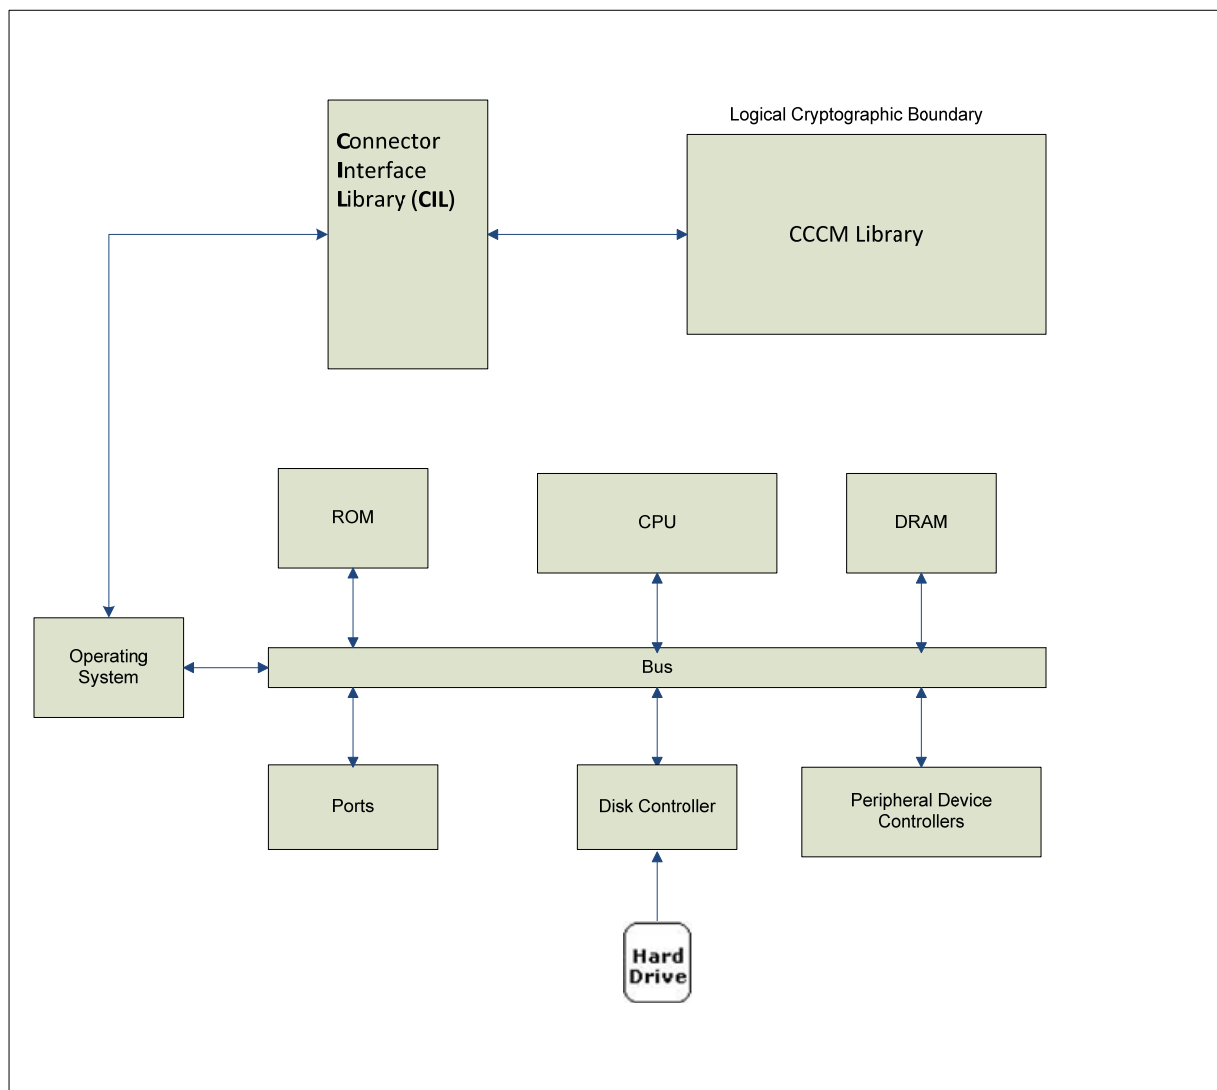 Logical Cryptographic Boundary
Connector
Interface
Library (CIL)
CCCM Library
ROM
CPU
DRAM
Operating
System
Bus
Ports
Disk Controller
Peripheral Device
Controllers
Hard
Drive